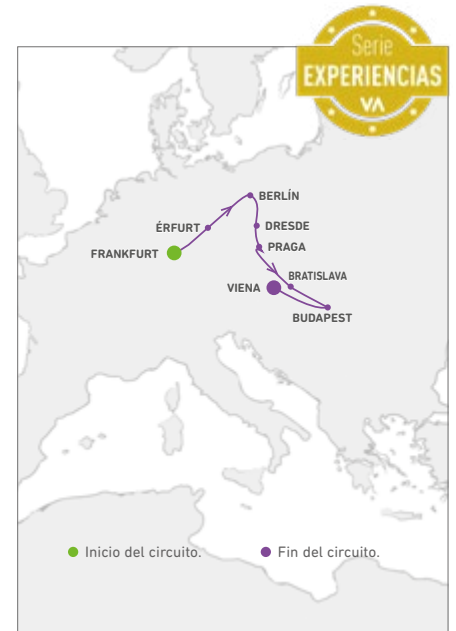 Serie
EXPERIENCIAS
VA
BERLÍN
ÉRFURT
DRESDE
PRAGA
FRANKFURT
BRATISLAVA
VIENA
BUDAPEST
Inicio del circuito.
Fin del circuito.